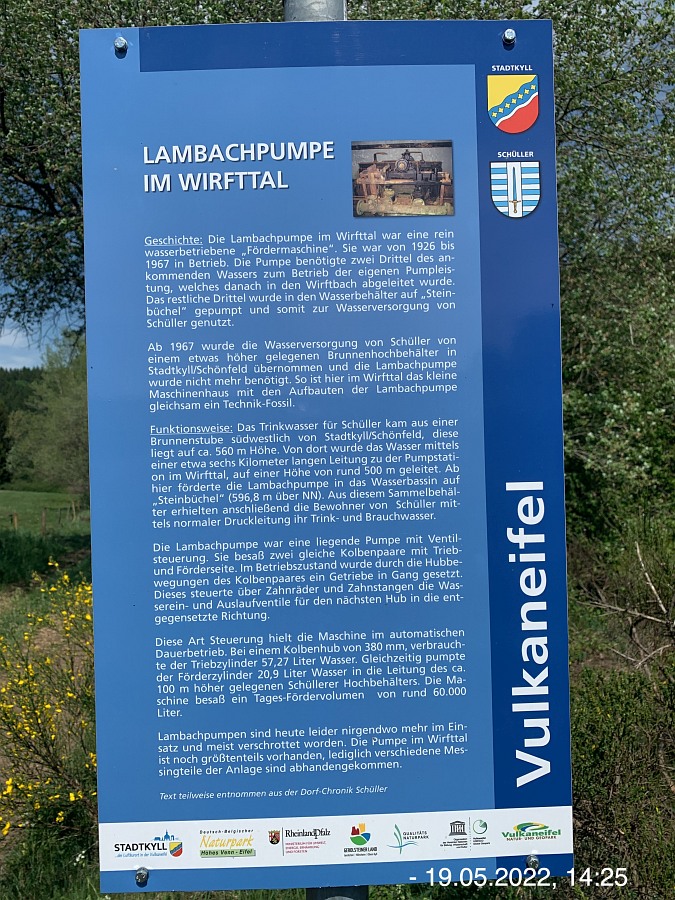 STADTKYLL
SCHÜLLER
LAMBACHPUMPE
IM WIRFTTAL
Geschichte: Die Lambachpumpe im Wirfttal war eine rein
wasserbetriebene „Fördermaschine“. Sie war von 1926 bis
1967 in Betrieb. Die Pumpe benötigte zwei Drittel des an-
kommenden Wassers zum Betrieb der eigenen Pumpleis-
tung, welches danach in den Wirftbach abgeleitet wurde.
Das restliche Drittel wurde in den Wasserbehälter auf „Stein-
büchel“ gepumpt und somit zur Wasserversorgung von
Schüller genutzt.
Ab 1967 wurde die Wasserversorgung von Schüller von
einem etwas höher gelegenen Brunnenhochbehälter in
Stadtkyll/Schönfeld übernommen und die Lambachpumpe
wurde nicht mehr benötigt. So ist hier im Wirfttal das kleine
Maschinenhaus mit den Aufbauten der Lambachpumpe
gleichsam ein Technik-Fossil.
Funktionsweise: Das Trinkwasser für Schüller kam aus einer
Brunnenstube südwestlich von Stadtkyll/Schönfeld, diese
liegt auf ca. 560 m Höhe. Von dort wurde das Wasser mittels
einer etwa sechs Kilometer langen Leitung zu der Pumpstati-
on im Wirfttal, auf einer Höhe von rund 500 m geleitet. Ab
hier förderte die Lambachpumpe in das Wasserbassin auf
„Steinbüchel“ (596,8 m über NN). Aus diesem Sammelbehäl-
ter erhielten anschließend die Bewohner von Schüller mit-
tels normaler Druckleitung ihr Trink- und Brauchwasser.
Die Lambachpumpe war eine liegende Pumpe mit Ventil-
steuerung. Sie besaß zwei gleiche Kolbenpaare mit Trieb-
und Förderseite. Im Betriebszustand wurde durch die Hubbe-
wegungen des Kolbenpaares ein Getriebe in Gang gesetzt.
Dieses steuerte über Zahnräder und Zahnstangen die Was-
serein- und Auslaufventile für den nächsten Hub in die ent-
gegensetzte Richtung.
Diese Art Steuerung hielt die Maschine im automatischen
Dauerbetrieb. Bei einem Kolbenhub von 380 mm, verbrauch-
te der Triebzylinder 57,27 Liter Wasser. Gleichzeitig pumpte
der Förderzylinder 20,9 Liter Wasser in die Leitung des ca.
100 m höher gelegenen Schüllerer Hochbehälters. Die Ma-
schine besaß ein Tages-Fördervolumen von rund 60.000
Liter.
Lambachpumpen sind heute leider nirgendwo mehr im Ein-
satz und meist verschrottet worden. Die Pumpe im Wirfttal
ist noch größtenteils vorhanden, lediglich verschiedene Mes-
singteile der Anlage sind abhandengekommen.
Text teilweise entnommen aus der Dorf-Chronik Schüller
Vulkaneifel
STADTKYLL
Deutsch-Belgischer
Naturpark
Hohes Venn - Eifel
RheinlandPfalz
GEROLSTEINER LAND
QUALITÄTS
NATURPARK
Vulkaneifel
NATUR- UND GEOPARK
- 19.05.2022, 14:25